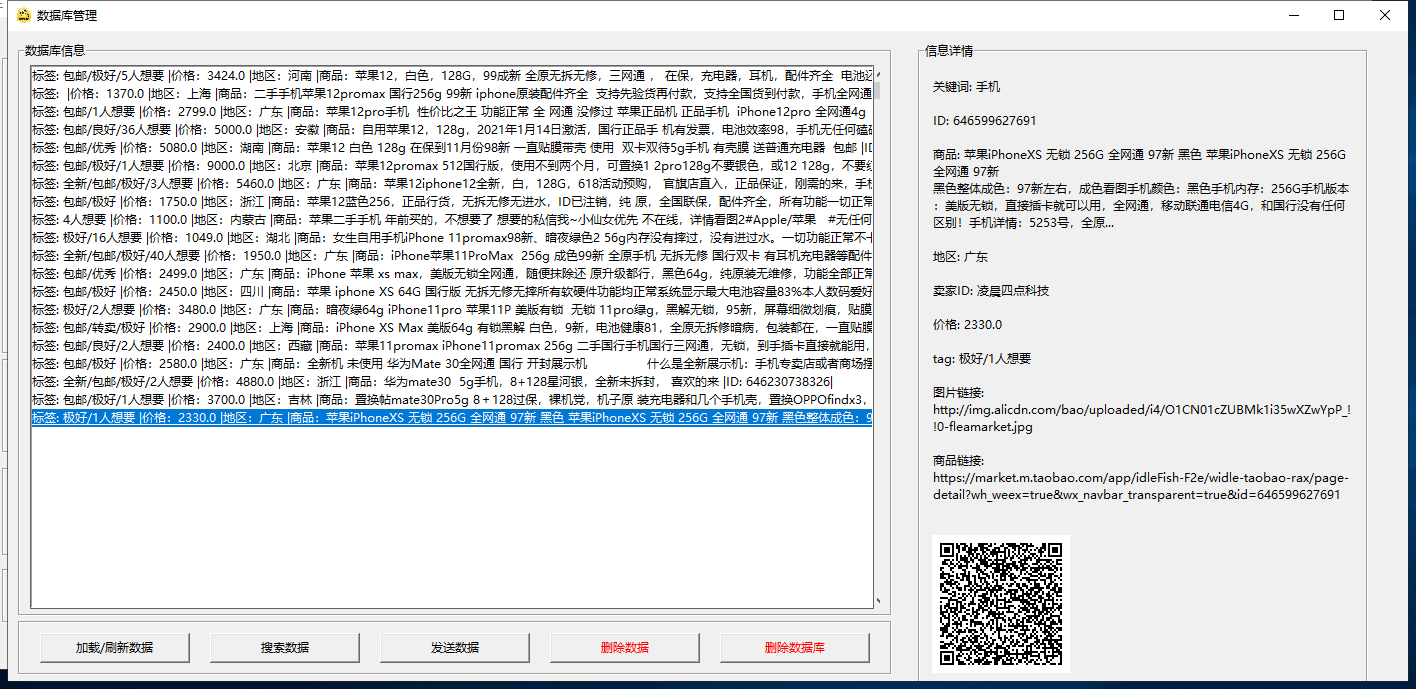 数据库管理
数据库信息
标签: 包邮/极好/5人想要 |价格：3424.0 |地区：河南 |商品：苹果12，白色，128G，99成新 全原无拆无修，三网通 ， 在保，充电器，耳机，配件齐全  电池还
标签:  |价格：1370.0 |地区：上海 |商品：二手手机苹果12promax 国行256g 99新 iphone原装配件齐全  支持先验货再付款，支持全国货到付款，手机全网通
标签: 包邮/1人想要 |价格：2799.0 |地区：广东 |商品：苹果12pro手机  性价比之王 功能正常 全 网通 没修过 苹果正品机 正品手机  iPhone12pro 全网通4g
标签: 包邮/良好/36人想要 |价格：5000.0 |地区：安徽 |商品：自用苹果12，128g，2021年1月14日激活，国行正品手 机有发票，电池效率98，手机无任何磕
标签: 包邮/优秀 |价格：5080.0 |地区：湖南 |商品：苹果12 白色 128g 在保到11月份98新 一直贴膜带壳 使用  双卡双待5g手机 有壳膜 送普通充电器  包邮 |ID
标签: 包邮/极好/1人想要 |价格：9000.0 |地区：北京 |商品：苹果12promax 512国行版，使用不到两个月，可置换1 2pro128g不要银色，或12 128g，不要纟
标签: 全新/包邮/极好/3人想要 |价格：5460.0 |地区：广东 |商品：苹果12iphone12全新，白，128G，618活动预购， 官旗店直入，正品保证，刚需的来，手机
标签: 包邮/极好 |价格：1750.0 |地区：浙江 |商品：苹果12蓝色256，正品行货，无拆无修无进水，ID已注销，纯 原，全国联保，配件齐全，所有功能一切正常
标签: 4人想要 |价格：1100.0 |地区：内蒙古 |商品：苹果二手手机 年前买的，不想要了 想要的私信我~小仙女优先 不在线，详情看图2#Apple/苹果   #无任何
标签: 极好/16人想要 |价格：1049.0 |地区：湖北 |商品：女生自用手机iPhone 11promax98新、暗夜绿色2 56g内存没有摔过，没有进过水。一切功能正常不卡
标签: 全新/包邮/极好/40人想要 |价格：1950.0 |地区：广东 |商品：iPhone苹果11ProMax  256g 成色99新 全原手机 无拆无修 国行双卡 有耳机充电器等配件
标签: 包邮/优秀 |价格：2499.0 |地区：广东 |商品：iPhone 苹果 xs max，美版无锁全网通，随便抹除还 原升级都行，黑色64g，纯原装无维修，功能全部正常
标签: 包邮/极好 |价格：2450.0 |地区：四川 |商品：苹果 iphone XS 64G 国行版 无拆无修无摔所有软硬件功能均正常系统显示最大电池容量83%本人数码爱好
标签: 极好/2人想要 |价格：3480.0 |地区：广东 |商品：暗夜绿64g iPhone11pro 苹果11P 美版有锁  无锁 11pro绿g，黑解无锁，95新，屏幕细微划痕，贴膜
标签: 包邮/转卖/极好 |价格：2900.0 |地区：上海 |商品：iPhone XS Max 美版64g 有锁黑解 白色，9新，电池健康81，全原无拆修暗病，包装都在，一直贴膜
标签: 包邮/良好/2人想要 |价格：2400.0 |地区：西藏 |商品：苹果11promax iPhone11promax 256g 二手国行手机国行三网通，无锁，到手插卡直接就能用，
标签: 包邮/极好 |价格：2580.0 |地区：广东 |商品：全新机 未使用 华为Mate 30全网通 国行 开封展示机          什么是全新展示机：手机专卖店或者商场摆
标签: 全新/包邮/极好/2人想要 |价格：4880.0 |地区：浙江 |商品：华为mate30  5g手机，8+128星河银，全新未拆封， 喜欢的来 |ID: 646230738326|
标签: 包邮/极好/1人想要 |价格：3700.0 |地区：吉林 |商品：置换帖mate30Pro5g 8＋128过保，裸机党，机子原 装充电器和几个手机壳，置换OPPOfindx3，
标签: 极好/1人想要 |价格：2330.0 |地区：广东 |商品：苹果iPhoneXS 无锁 256G 全网通 97新 黑色 苹果iPhoneXS 无锁 256G 全网通 97新 黑色整体成色：9
加载/刷新数据
搜索数据
发送数据
删除数据
删除数据库
信息详情
关键词: 手机
ID: 646599627691
商品: 苹果iPhoneXS 无锁 256G 全网通 97新 黑色 苹果iPhoneXS 无锁 256G
全网通 97新
黑色整体成色：97新左右，成色看图手机颜色：黑色手机内存：256G手机版本
：美版无锁，直接插卡就可以用，全网通，移动联通电信4G，和国行没有任何
区别！手机详情：5253号，全原...
地区: 广东
卖家ID: 凌晨四点科技
价格: 2330.0
tag: 极好/1人想要
图片链接:
http://img.alicdn.com/bao/uploaded/i4/O1CN01cZUBMk1i35wXZwYpP_!
!0-fleamarket.jpg
商品链接:
https://market.m.taobao.com/app/idleFish-F2e/widle-taobao-rax/page-
detail?wh_weex=true&wx_navbar_transparent=true&id=646599627691